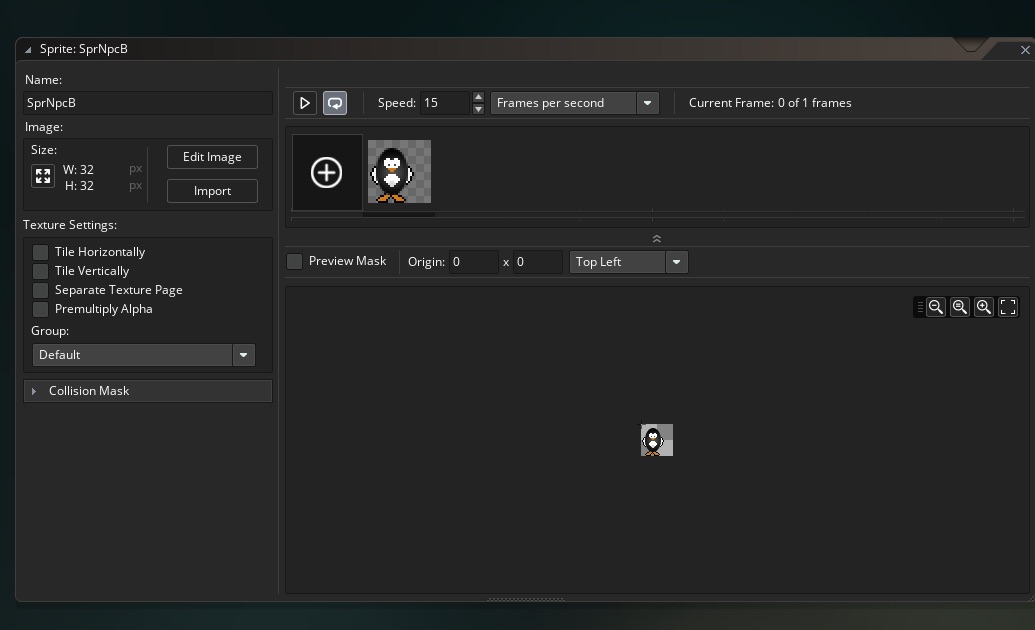 Sprite: SprNpcB
Name:
SprNpcB
Image:
Size:
W: 32 px
H: 32 px
Edit Image
Import
Texture Settings:
Tile Horizontally
Tile Vertically
Separate Texture Page
Premultiply Alpha
Group:
Default
Collision Mask
Speed: 15 Frames per second Current Frame: 0 of 1 frames
Preview Mask Origin: 0 x 0 Top Left